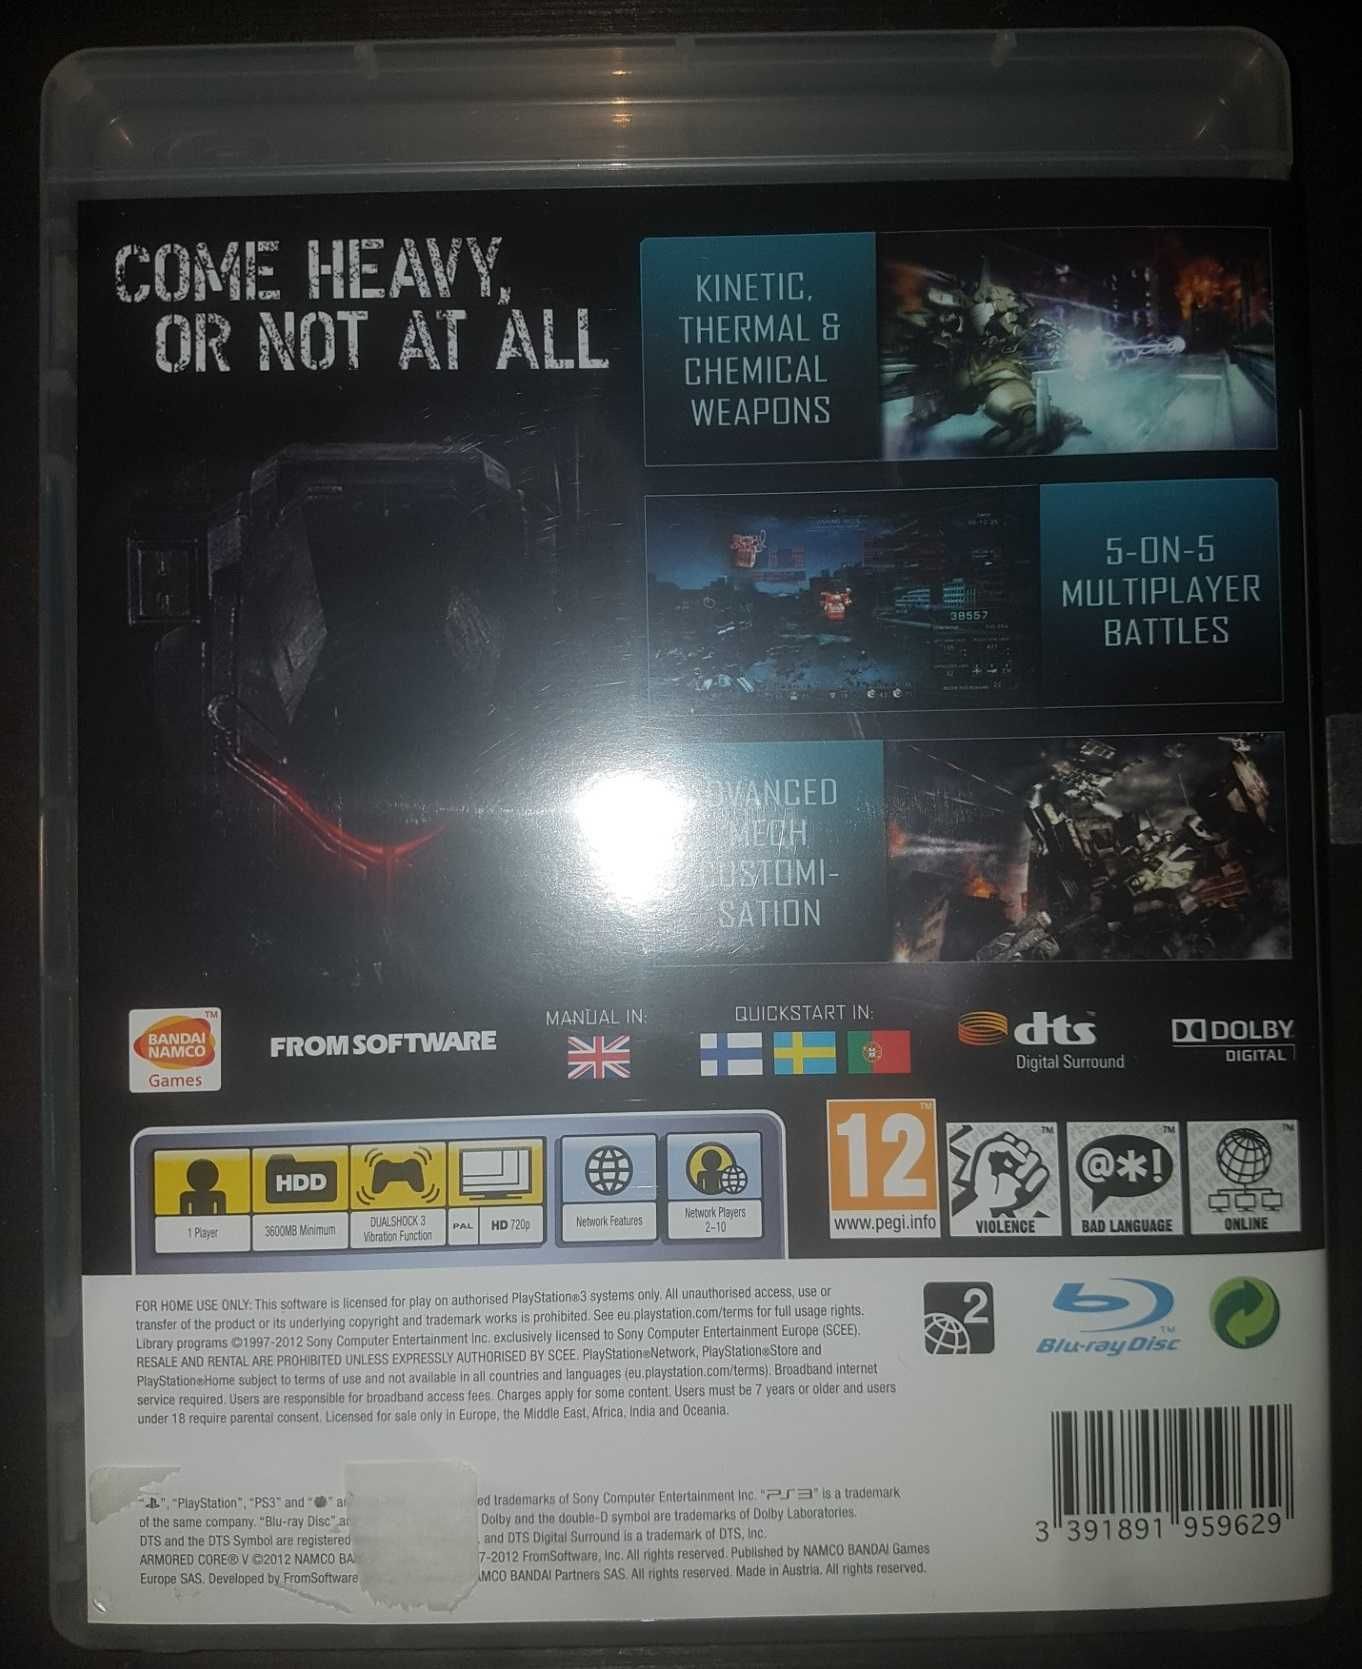 COME HEAVY,
OR NOT AT ALL
KINETIC,
THERMAL &
CHEMICAL
WEAPONS
38557
5-ON-5
MULTIPLAYER
BATTLES
ADVANCED
MECH
CUSTOMI-
SATION
BANDAI
NAMCO
Games
TM
FROMSOFTWARE
MANUAL IN:
QUICKSTART IN:
dts
Digital Surround
DOLBY
DIGITAL
1 Player
HDD
3600MB Minimum
DUALSHOCK 3
Vibration Function
PAL
HD 720p
Network Features
Network Players
2-10
12
TM
www.pegi.info
TM
VIOLENCE
@*!
TM
BAD LANGUAGE
TM
ONLINE
FOR HOME USE ONLY: This software is licensed for play on authorised PlayStation®3 systems only. All unauthorised access, use or
transfer of the product or its underlying copyright and trademark works is prohibited. See eu.playstation.com/terms for full usage rights.
Library programs ©1997-2012 Sony Computer Entertainment Inc. exclusively licensed to Sony Computer Entertainment Europe (SCEE).
RESALE AND RENTAL ARE PROHIBITED UNLESS EXPRESSLY AUTHORISED BY SCEE. PlayStation®Network, PlayStation®Store and
PlayStation®Home subject to terms of use and not available in all countries and languages (eu.playstation.com/terms). Broadband internet
service required. Users are responsible for broadband access fees. Charges apply for some content. Users must be 7 years or older and users
under 18 require parental consent. Licensed for sale only in Europe, the Middle East, Africa, India and Oceania.
2
Blu-ray Disc
TM
"", "PlayStation", "PS3" and "" ed trademarks of Sony Computer Entertainment Inc. "PS3" is a trademark
of the same company. "Blu-ray Disc" Dolby and the double-D symbol are trademarks of Dolby Laboratories.
DTS and the DTS Symbol are registered , and DTS Digital Surround is a trademark of DTS, Inc.
ARMORED CORE® V ©2012 NAMCO BA 7-2012 FromSoftware, Inc. All rights reserved. Published by NAMCO BANDAI Games
Europe SAS. Developed by FromSoftware AMCO BANDAI Partners SAS. All rights reserved. Made in Austria. All rights reserved.
3 391891 959629